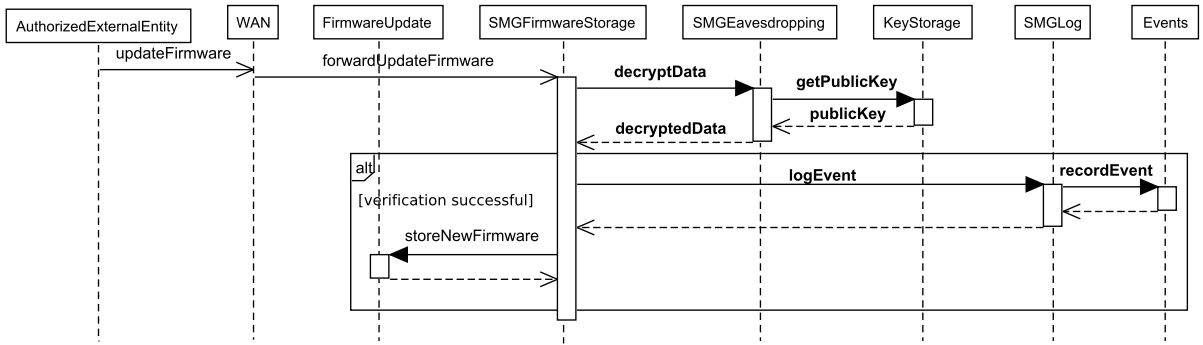 AuthorizedExternalEntity
WAN
FirmwareUpdate
SMGFirmwareStorage
SMGEavesdropping
KeyStorage
SMGLog
Events
updateFirmware
forwardUpdateFirmware
decryptData
getPublicKey
publicKey
decryptedData
alt
logEvent
recordEvent
[verification successful]
storeNewFirmware